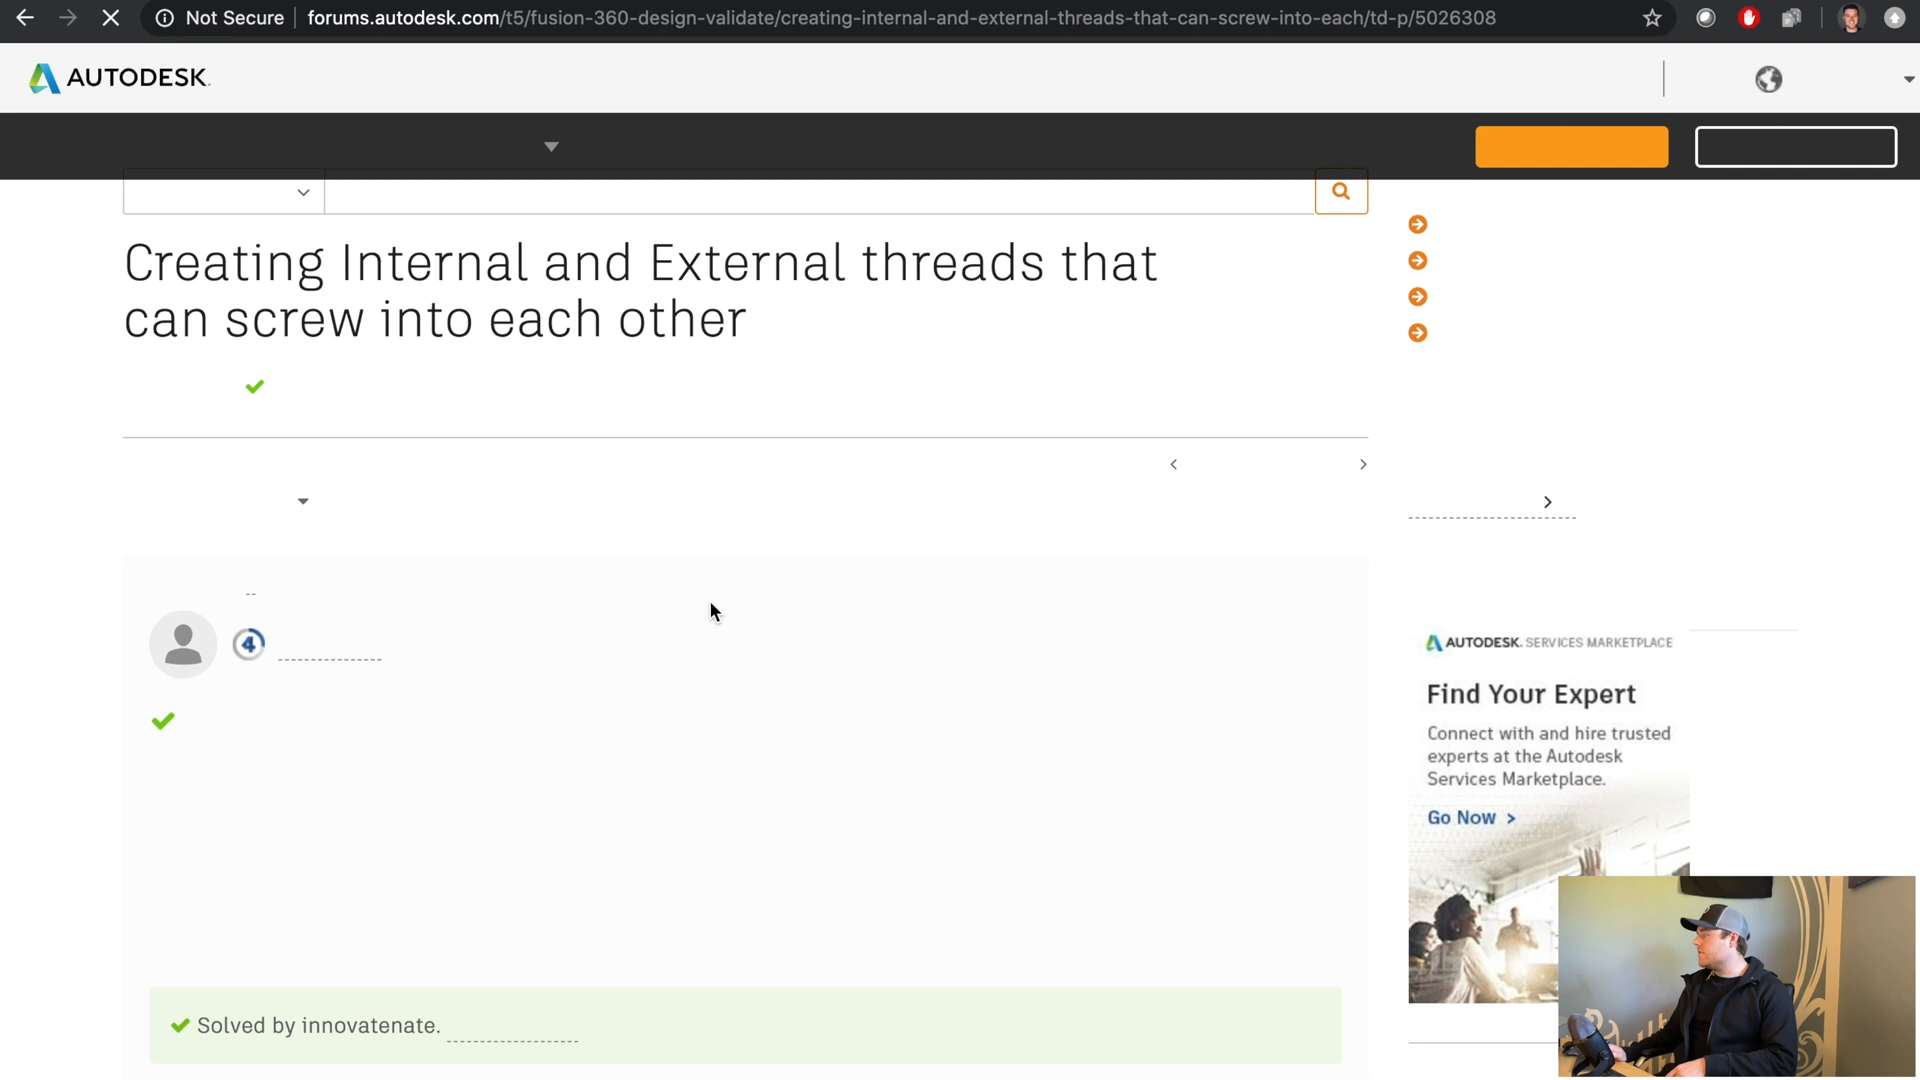 Not Secure
forums.autodesk.com/t5/fusion-360-design-validate/creating-internal-and-external-threads-that-can-screw-into-each/td-p/5026308
AUTODESK.
Creating Internal and External threads that
can screw into each other
4
AUTODESK. SERVICES MARKETPLACE
Find Your Expert
Connect with and hire trusted
experts at the Autodesk
Services Marketplace.
Go Now >
Solved by innovatenate.